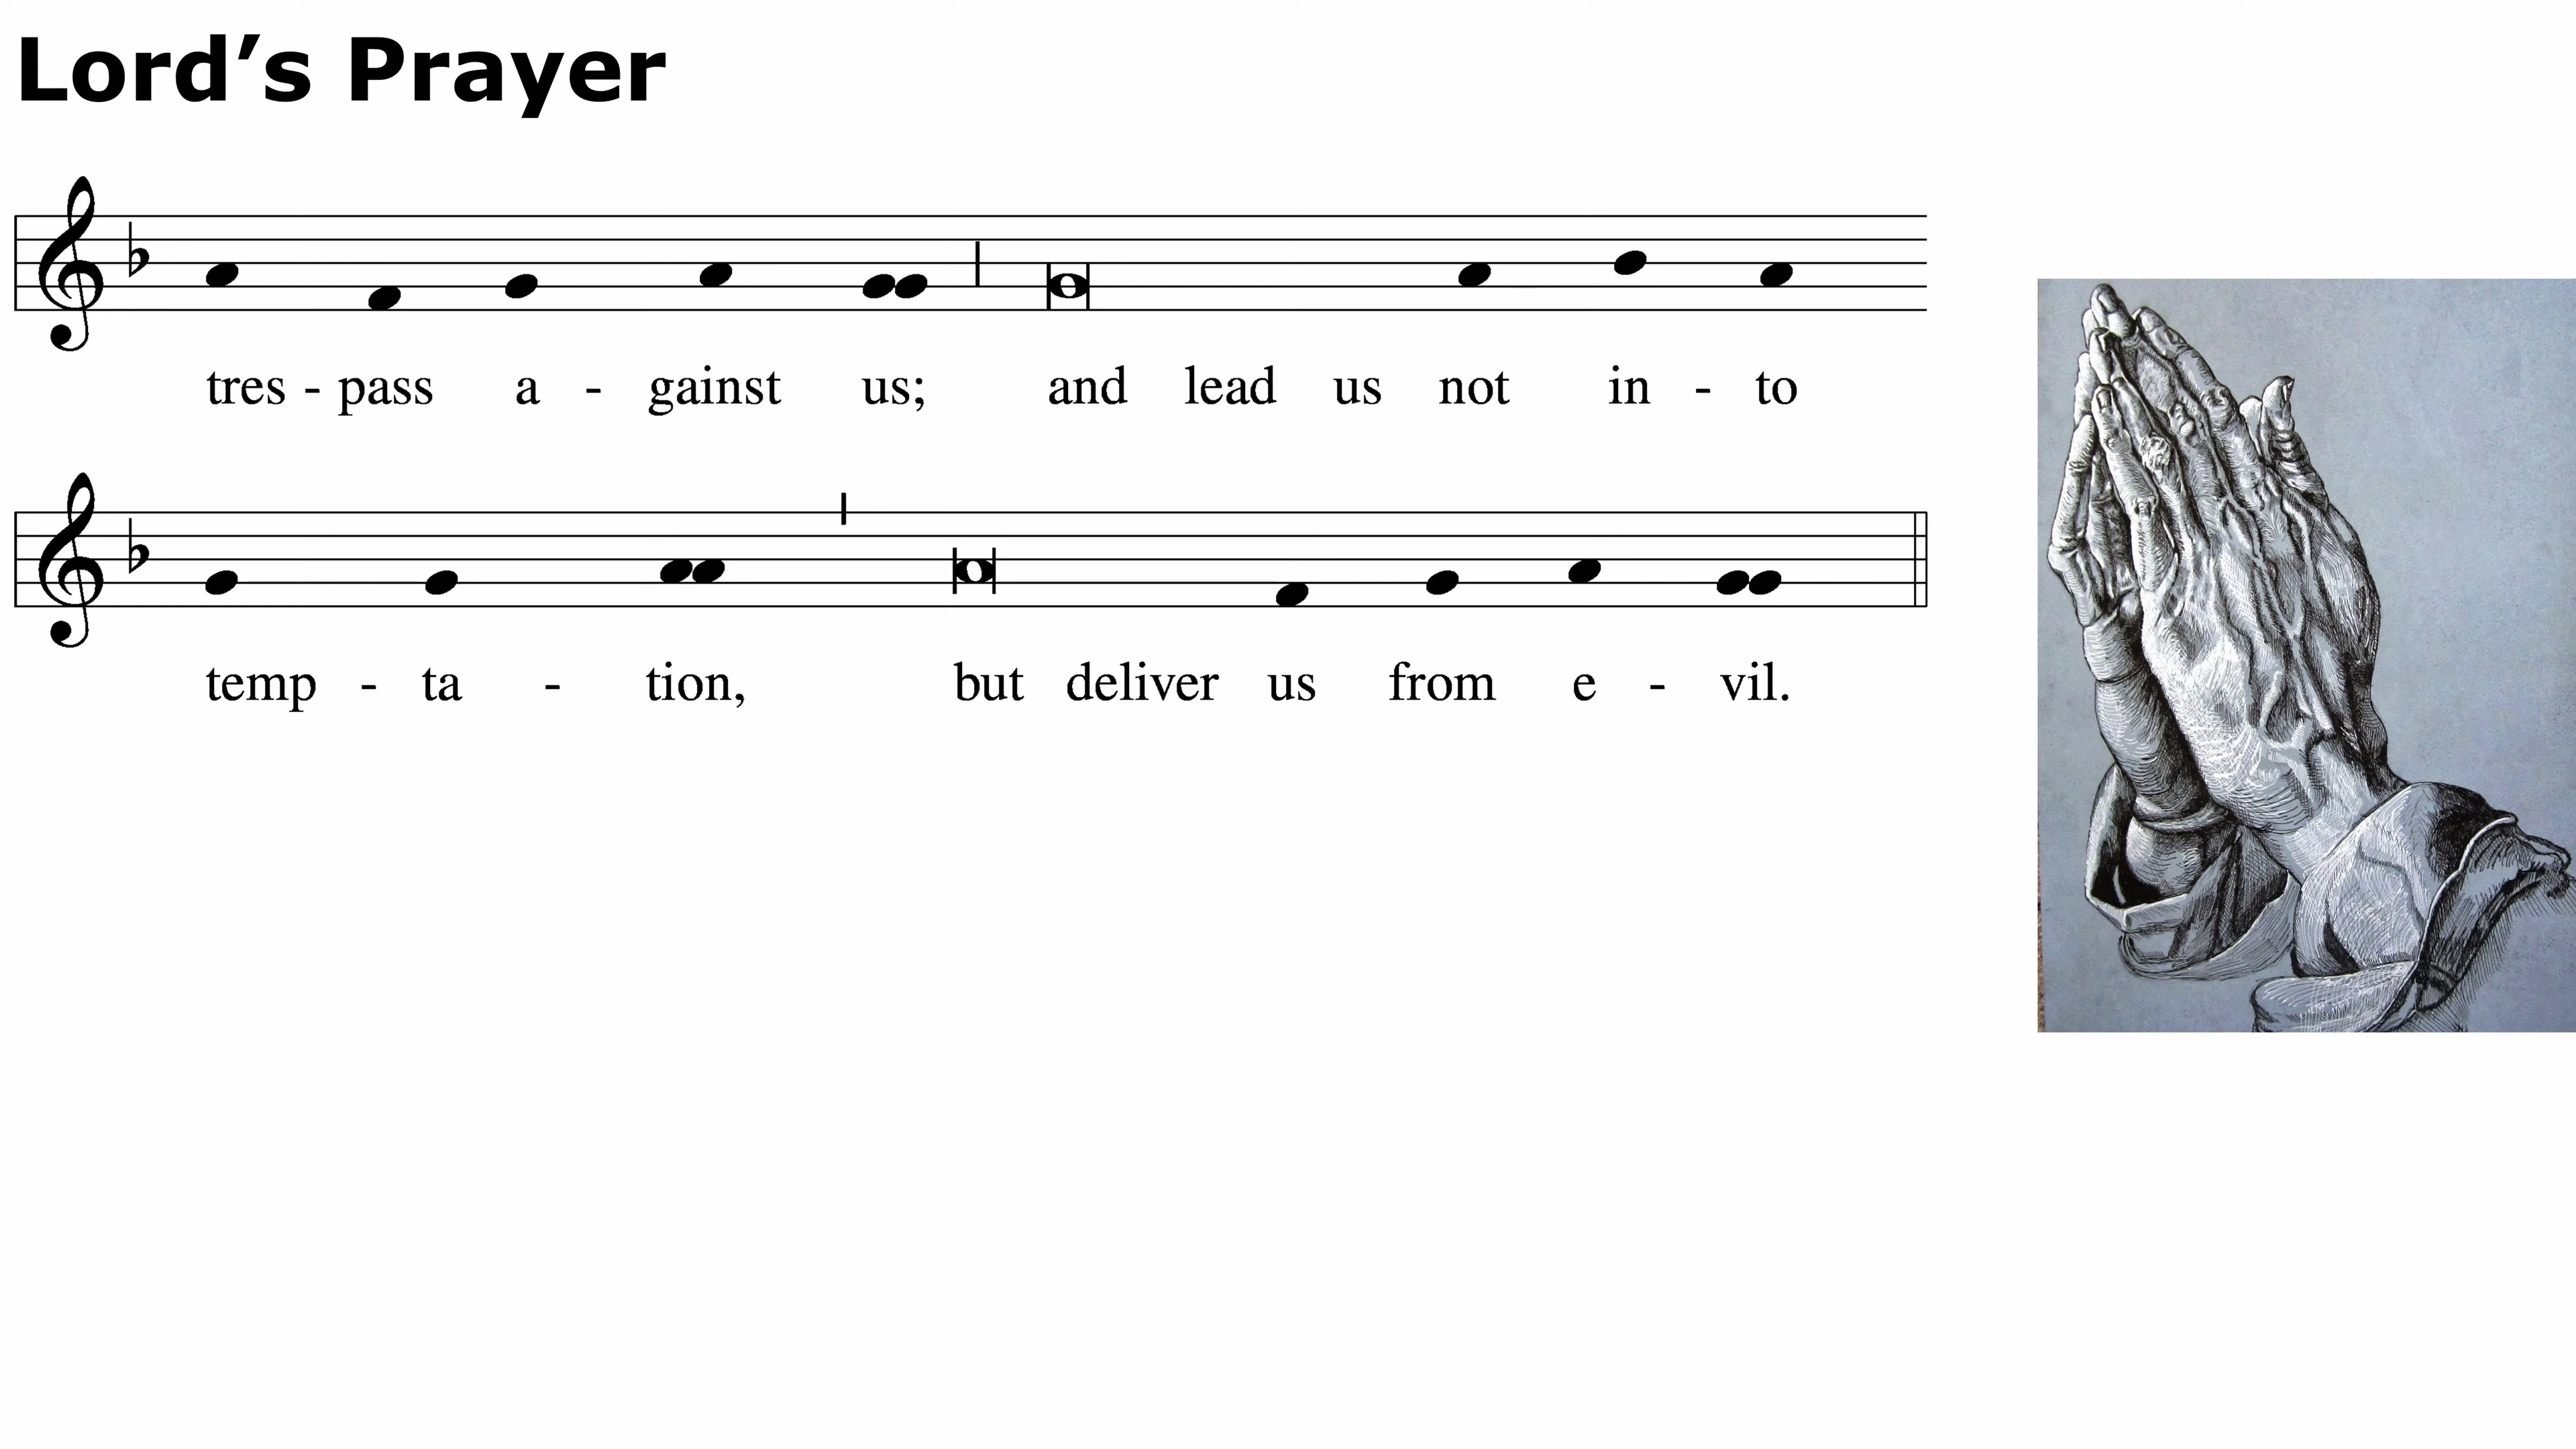 Lord’s Prayer
tres - pass a - gainst us; and lead us not in - to
temp - ta - tion, but deliver us from e - vil.